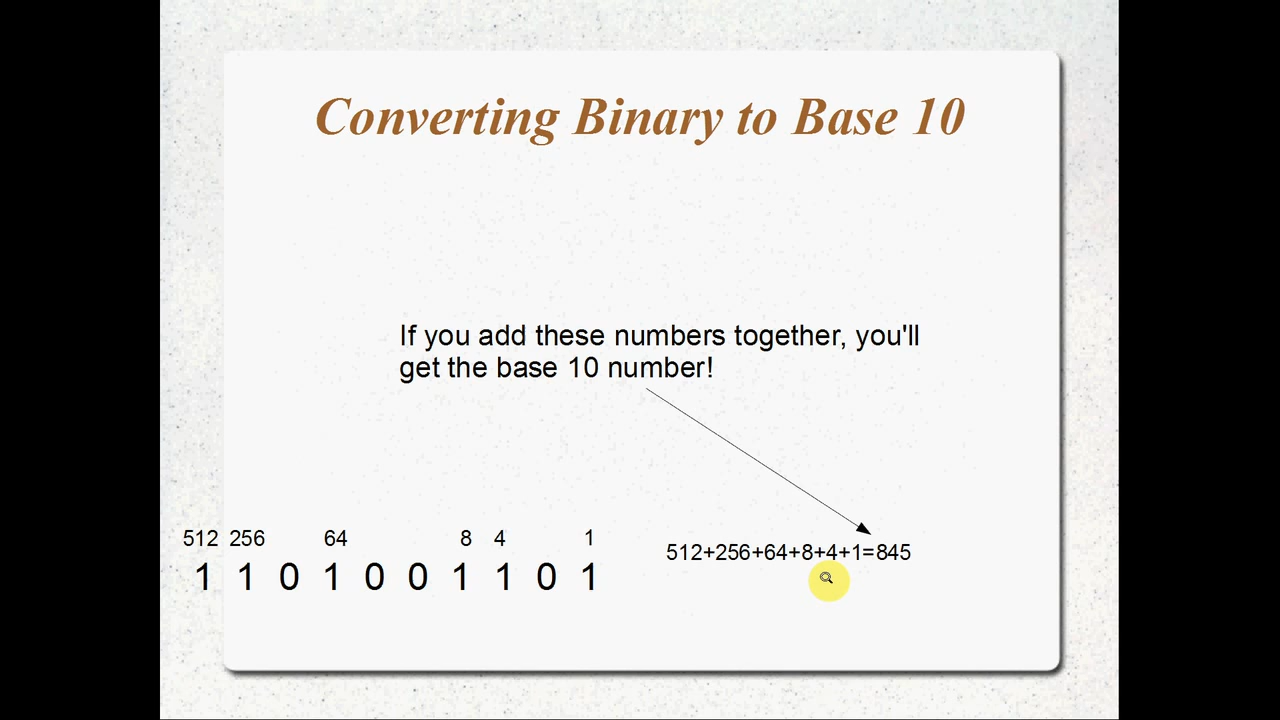 Converting Binary to Base 10
If you add these numbers together, you'll
get the base 10 number!
512 256 64 8 4 1
1 1 0 1 0 0 1 1 0 1
512+256+64+8+4+1=845